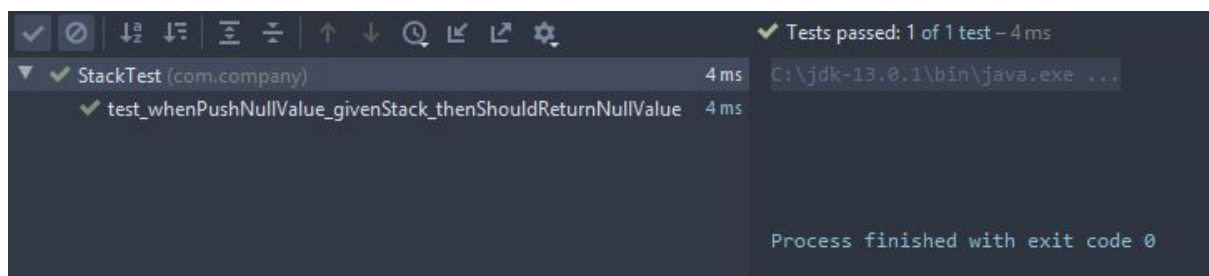 Tests passed: 1 of 1 test – 4 ms
StackTest (com.company) 4 ms
test_whenPushNullValue_givenStack_thenShouldReturnNullValue 4 ms
C:\jdk-13.0.1\bin\java.exe ...
Process finished with exit code 0